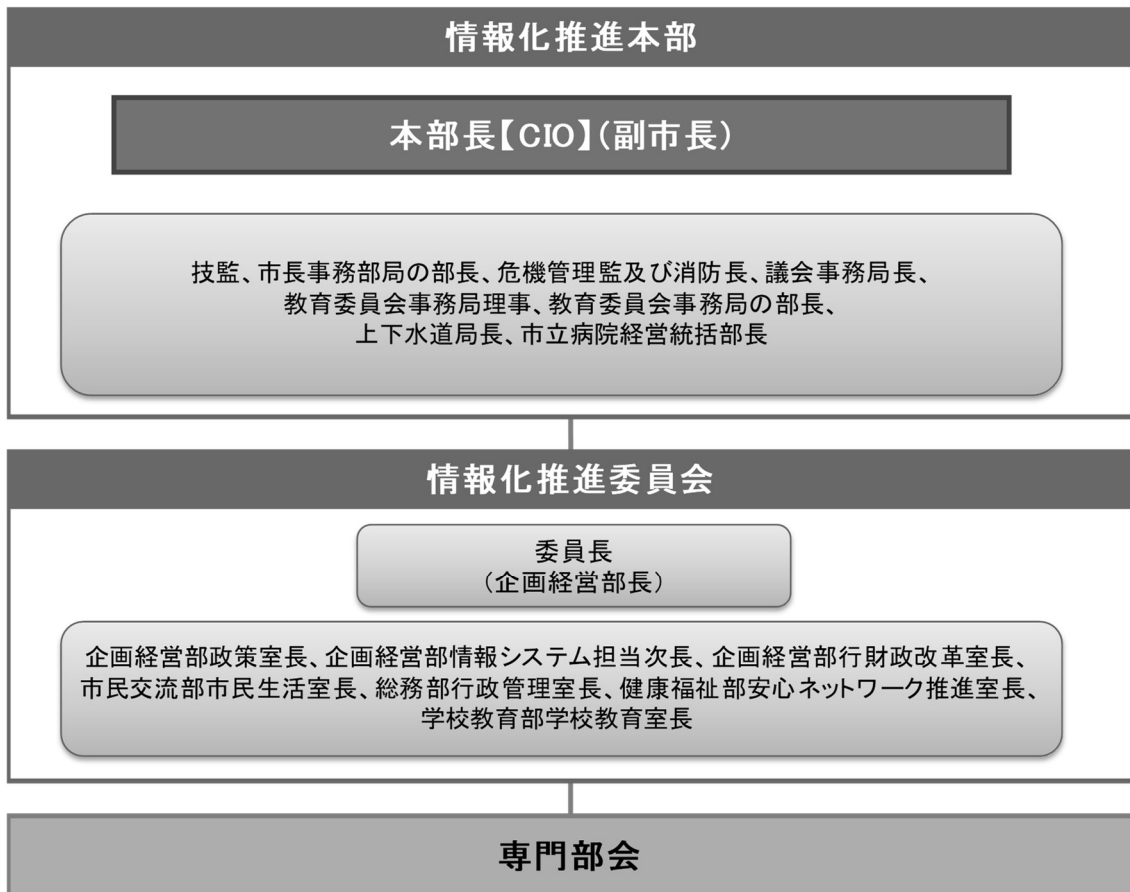 情報化推進本部
本部長【CIO】(副市長)
技監、市長事務部局の部長、危機管理監及び消防長、議会事務局長、
教育委員会事務局理事、教育委員会事務局の部長、
上下水道局長、市立病院経営統括部長
情報化推進委員会
委員長
(企画経営部長)
企画経営部政策室長、企画経営部情報システム担当次長、企画経営部行財政改革室長、
市民交流部市民生活室長、総務部行政管理室長、健康福祉部安心ネットワーク推進室長、
学校教育部学校教育室長
専門部会